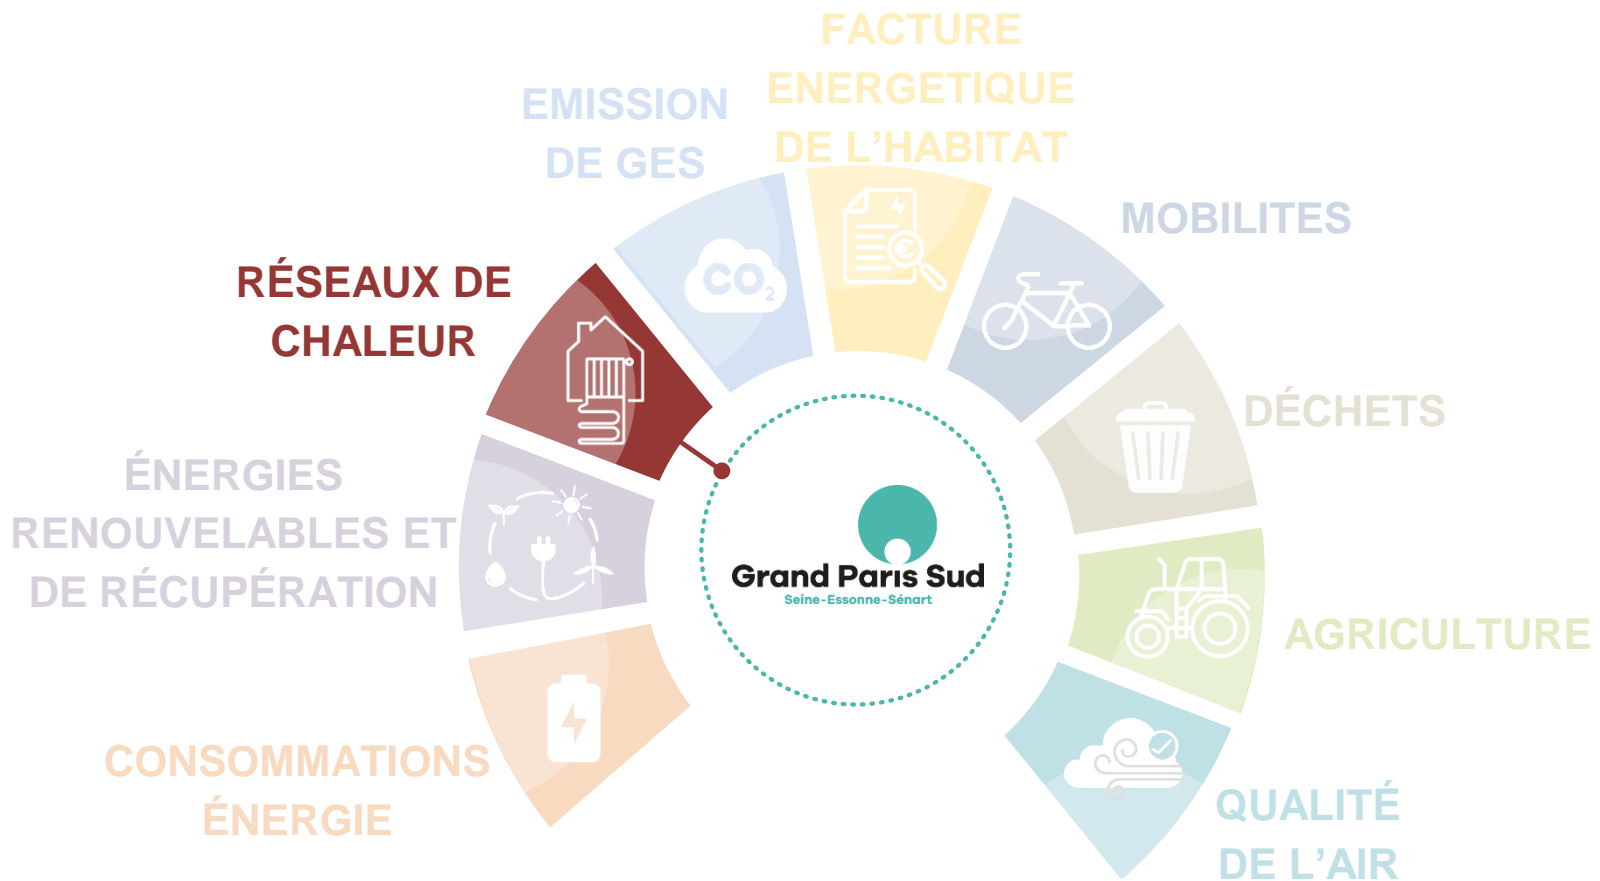 FACTURE
ENERGETIQUE
DE L’HABITAT
EMISSION
DE GES
MOBILITES
RÉSEAUX DE
CHALEUR
DÉCHETS
ÉNERGIES
RENOUVELABLES ET
DE RÉCUPÉRATION
AGRICULTURE
CONSOMMATIONS
ÉNERGIE
QUALITÉ
DE L’AIR
CO2
€
Grand Paris Sud
Seine-Essonne-Sénart